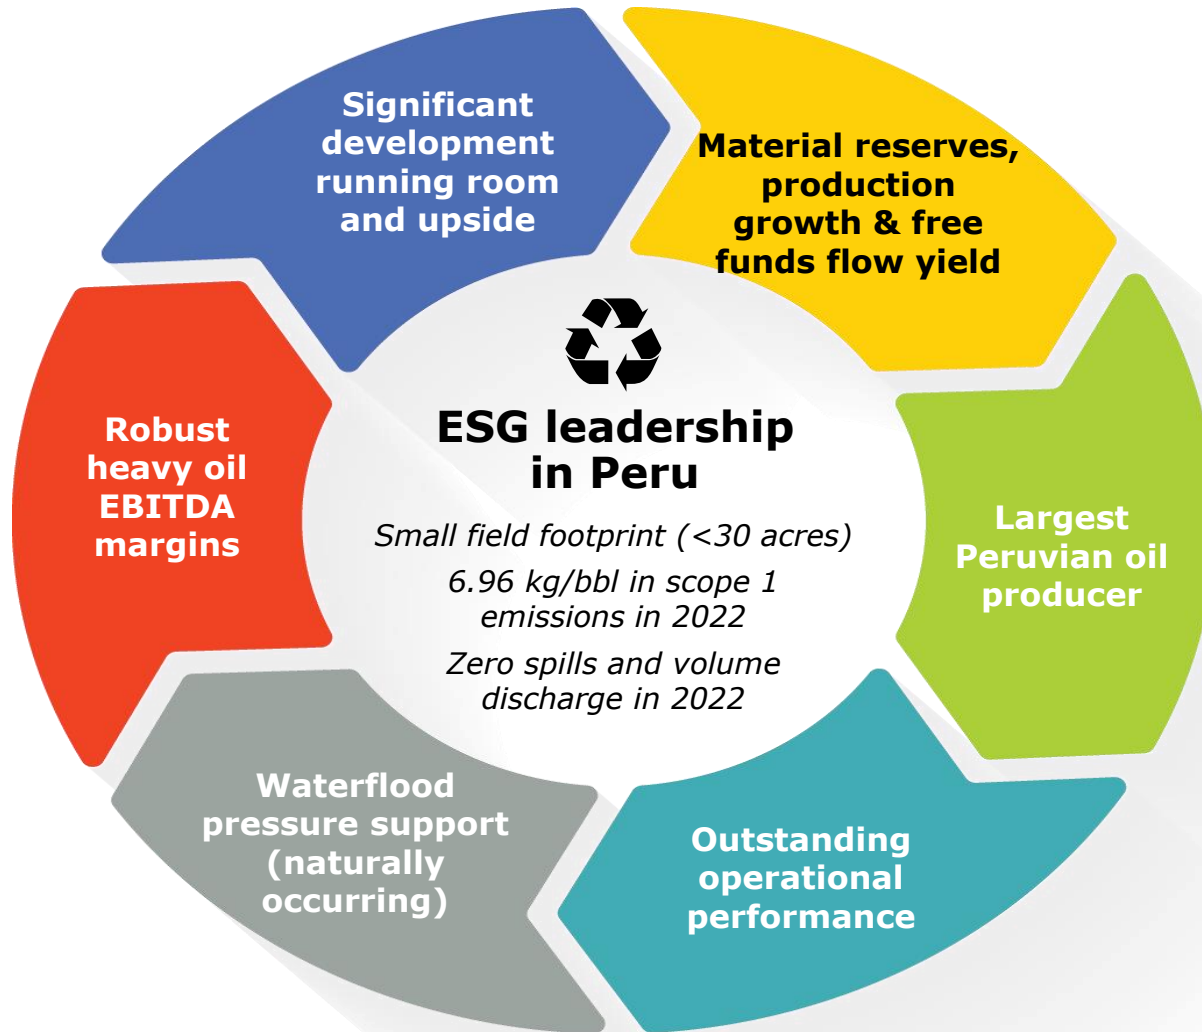 Significant
development
running room
and upside
Material reserves,
production
growth & free
funds flow yield
Largest
Peruvian oil
producer
Outstanding
operational
performance
Waterflood
pressure support
(naturally
occurring)
Robust
heavy oil
EBITDA
margins
ESG leadership
in Peru
Small field footprint (<30 acres)
6.96 kg/bbl in scope 1
emissions in 2022
Zero spills and volume
discharge in 2022